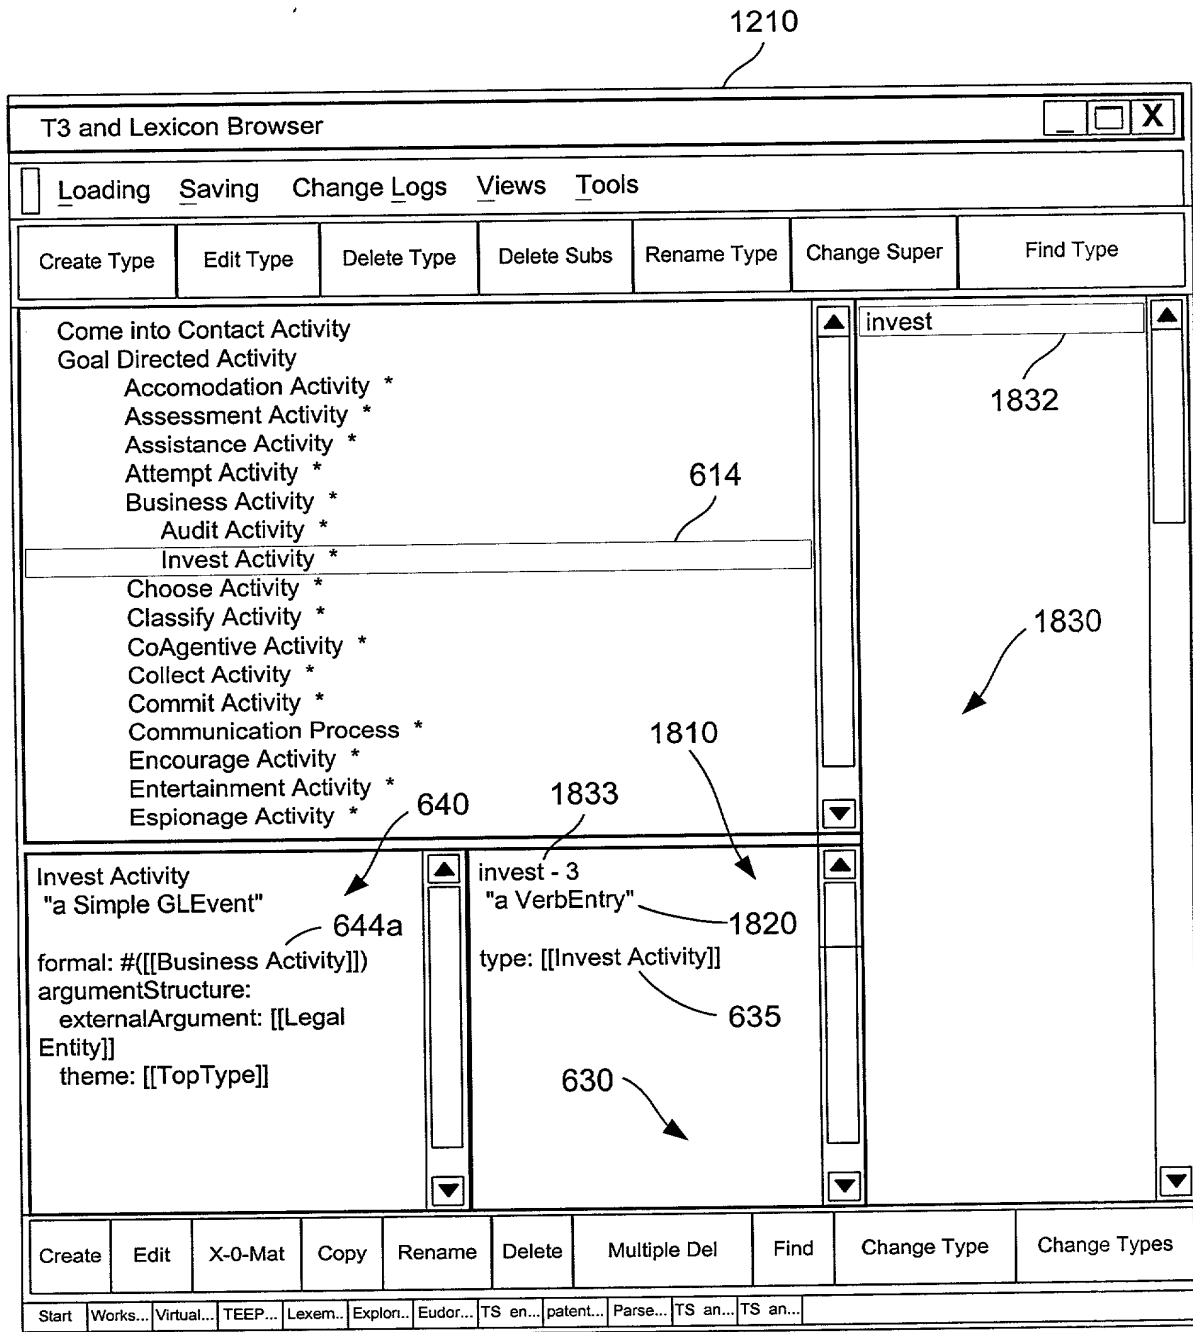 1210
T3 and Lexicon Browser
_ X
Loading Saving Change Logs Views Tools
Create Type Edit Type Delete Type Delete Subs Rename Type Change Super Find Type
Come into Contact Activity
Goal Directed Activity
Accomodation Activity *
Assessment Activity *
Assistance Activity *
Attempt Activity *
Business Activity *
Audit Activity *
Invest Activity *
Choose Activity *
Classify Activity *
CoAgentive Activity *
Collect Activity *
Commit Activity *
Communication Process *
Encourage Activity *
Entertainment Activity *
Espionage Activity *
614
invest
1832
1830
1810
1833
640
Invest Activity
"a Simple GLEvent"
644a
formal: #([[Business Activity]])
argumentStructure:
externalArgument: [[Legal
Entity]]
theme: [[TopType]]
invest - 3
"a VerbEntry"
1820
type: [[Invest Activity]]
635
630
Create Edit X-0-Mat Copy Rename Delete Multiple Del Find Change Type Change Types
Start Works... Virtual... TEEP... Lexem.. Explori.. Eudor... TS en... patent... Parse... TS an... TS an...